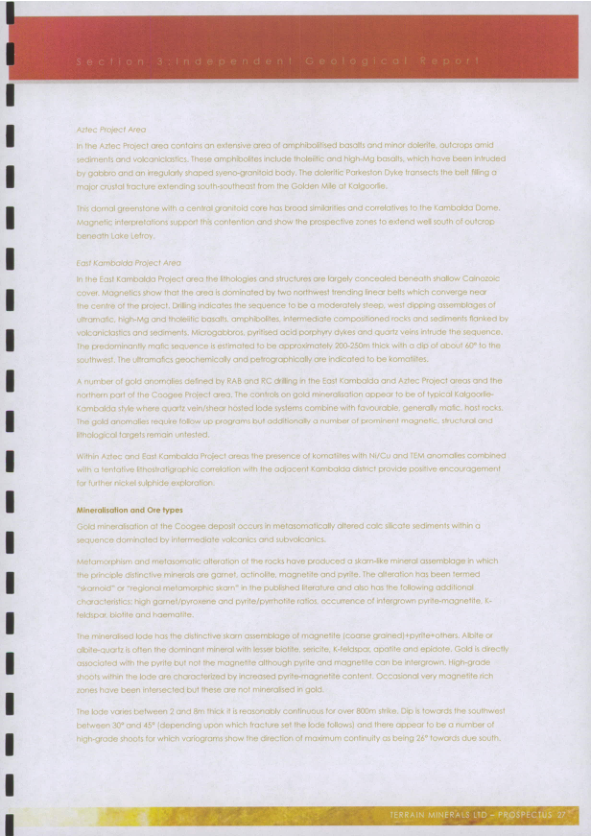 Section 3:Independent Geological Report
Aztec Project Area
In the Aztec Project area contains an extensive area of amphibolitised basalts and minor dolerite, outcrops amid
sediments and volcaniclastics. These amphibolites include tholeiitic and high-Mg basalts, which have been intruded
by gabbro and an irregularly shaped syeno-granitoid body. The doleritic Parkeston Dyke transects the belt filling a
major crustal fracture extending south-southeast from the Golden Mile at Kalgoorlie.
This domal greenstone with a central granitoid core has broad similarities and correlatives to the Kambalda Dome.
Magnetic interpretations support this contention and show the prospective zones to extend well south of outcrop
beneath Lake Lefroy.
East Kambalda Project Area
In the East Kambalda Project area the lithologies and structures are largely concealed beneath shallow Cainozoic
cover. Magnetics show that the area is dominated by two northwest trending linear belts which converge near
the centre of the project. Drilling indicates the sequence to be a moderately steep, west dipping assemblages of
ultramafic, high-Mg and tholeiitic basalts, amphibolites, intermediate compositioned rocks and sediments flanked by
volcaniclastics and sediments. Microgabbros, pyritised acid porphyry dykes and quartz veins intrude the sequence.
The predominantly mafic sequence is estimated to be approximately 200-250m thick with a dip of about 60° to the
southwest. The ultramafics geochemically and petrographically are indicated to be komatiites.
A number of gold anomalies defined by RAB and RC drilling in the East Kambalda and Aztec Project areas and the
northern part of the Coogee Project area. The controls on gold mineralisation appear to be of typical Kalgoorlie-
Kambalda style where quartz vein/shear hosted lode systems combine with favourable, generally mafic, host rocks.
The gold anomalies require follow up programs but additionally a number of prominent magnetic, structural and
lithological targets remain untested.
Within Aztec and East Kambalda Project areas the presence of komatiites with Ni/Cu and TEM anomalies combined
with a tentative lithostratigraphic correlation with the adjacent Kambalda district provide positive encouragement
for further nickel sulphide exploration.
Mineralisation and Ore types
Gold mineralisation at the Coogee deposit occurs in metasomatically altered calc silicate sediments within a
sequence dominated by intermediate volcanics and subvolcanics.
Metamorphism and metasomatic alteration of the rocks have produced a skarn-like mineral assemblage in which
the principle distinctive minerals are garnet, actinolite, magnetite and pyrite. The alteration has been termed
"skarnoid" or "regional metamorphic skarn" in the published literature and also has the following additional
characteristics: high garnet/pyroxene and pyrite/pyrrhotite ratios, occurrence of intergrown pyrite-magnetite, K-
feldspar, biotite and haematite.
The mineralised lode has the distinctive skarn assemblage of magnetite (coarse grained)+pyrite+others. Albite or
albite-quartz is often the dominant mineral with lesser biotite, sericite, K-feldspar, apatite and epidote. Gold is directly
associated with the pyrite but not the magnetite although pyrite and magnetite can be intergrown. High-grade
shoots within the lode are characterized by increased pyrite-magnetite content. Occasional very magnetite rich
zones have been intersected but these are not mineralised in gold.
The lode varies between 2 and 8m thick it is reasonably continuous for over 800m strike. Dip is towards the southwest
between 30° and 45° (depending upon which fracture set the lode follows) and there appear to be a number of
high-grade shoots for which variograms show the direction of maximum continuity as being 26° towards due south.
TERRAIN MINERALS LTD – PROSPECTUS 27